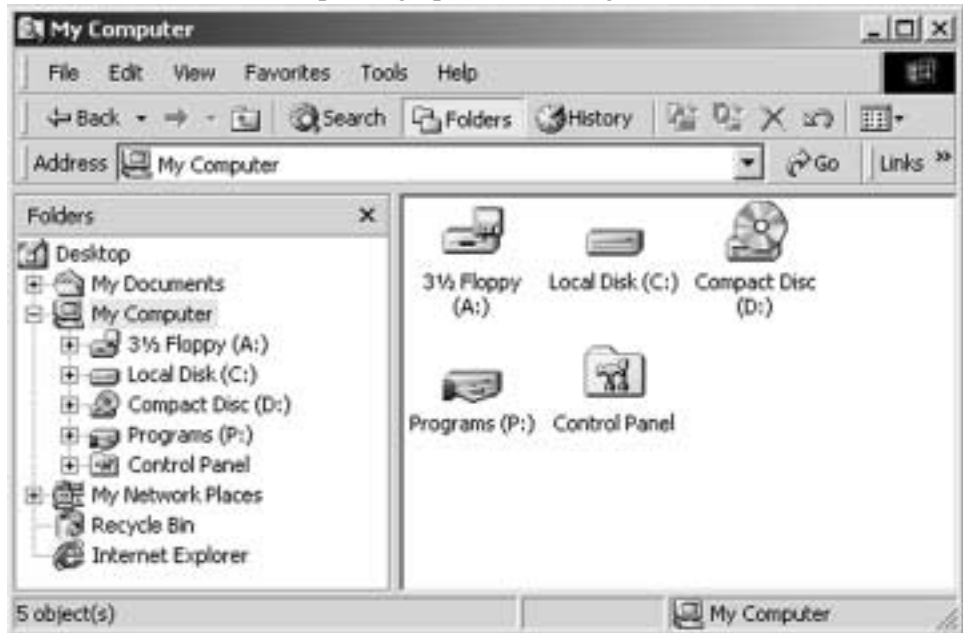 My Computer
File Edit View Favorites Tools Help
Back Search Folders History
Address My Computer Go Links »
Folders
Desktop
My Documents
My Computer
3½ Floppy (A:)
Local Disk (C:)
Compact Disc (D:)
Programs (P:)
Control Panel
My Network Places
Recycle Bin
Internet Explorer
3½ Floppy (A:)
Local Disk (C:)
Compact Disc (D:)
Programs (P:)
Control Panel
5 object(s)
My Computer